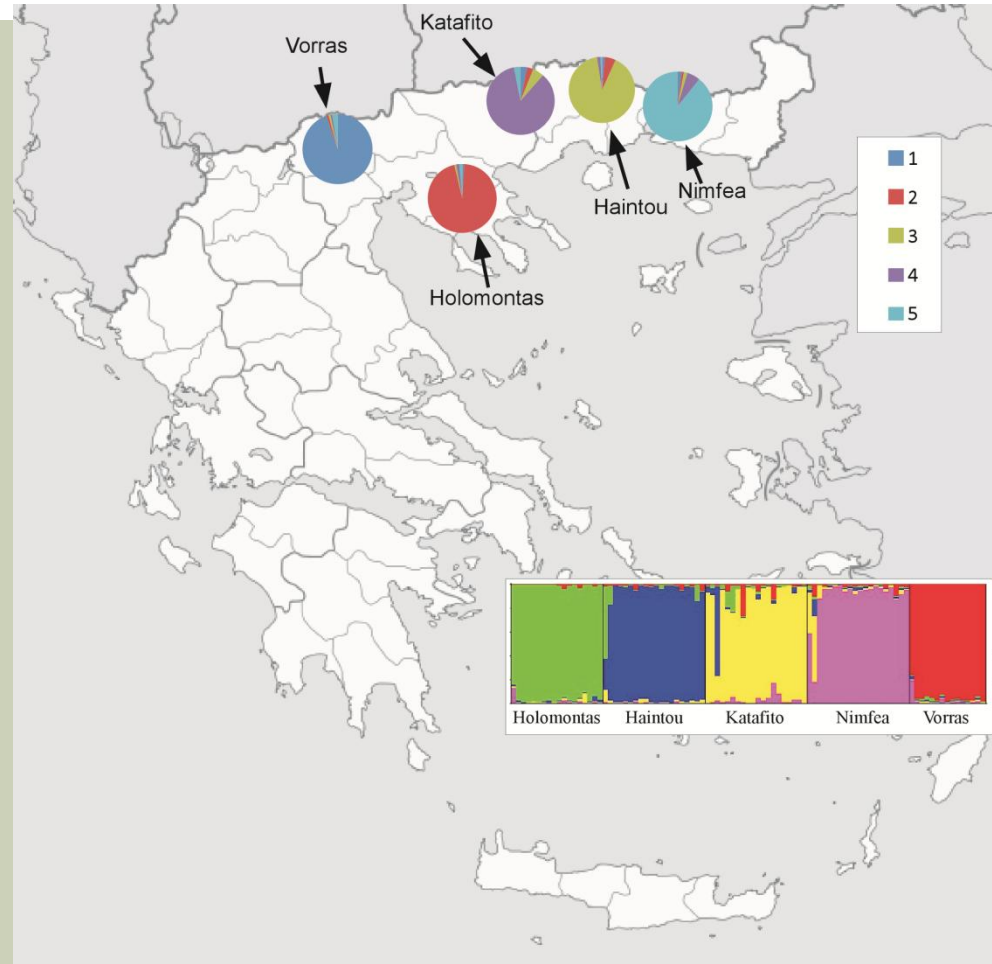 Katafito
Vorras
Haintou
Nimfea
Holomontas
1
2
3
4
5
Holomontas Haintou Katafito Nimfea Vorras